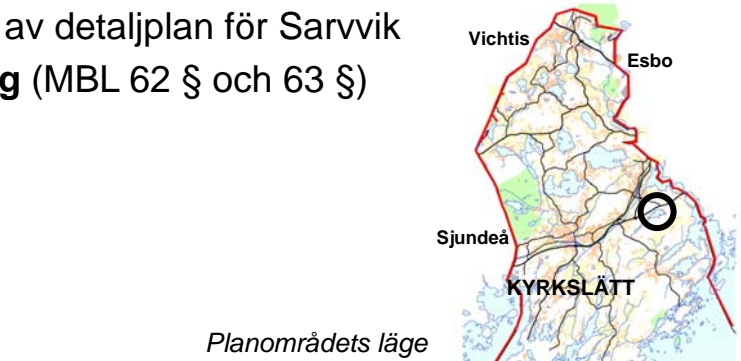 av detaljplan för Sarvvik
g (MBL 62 § och 63 §)
Vichtis
Esbo
Sjundeå
KYRKSLÄTT
Planområdets läge